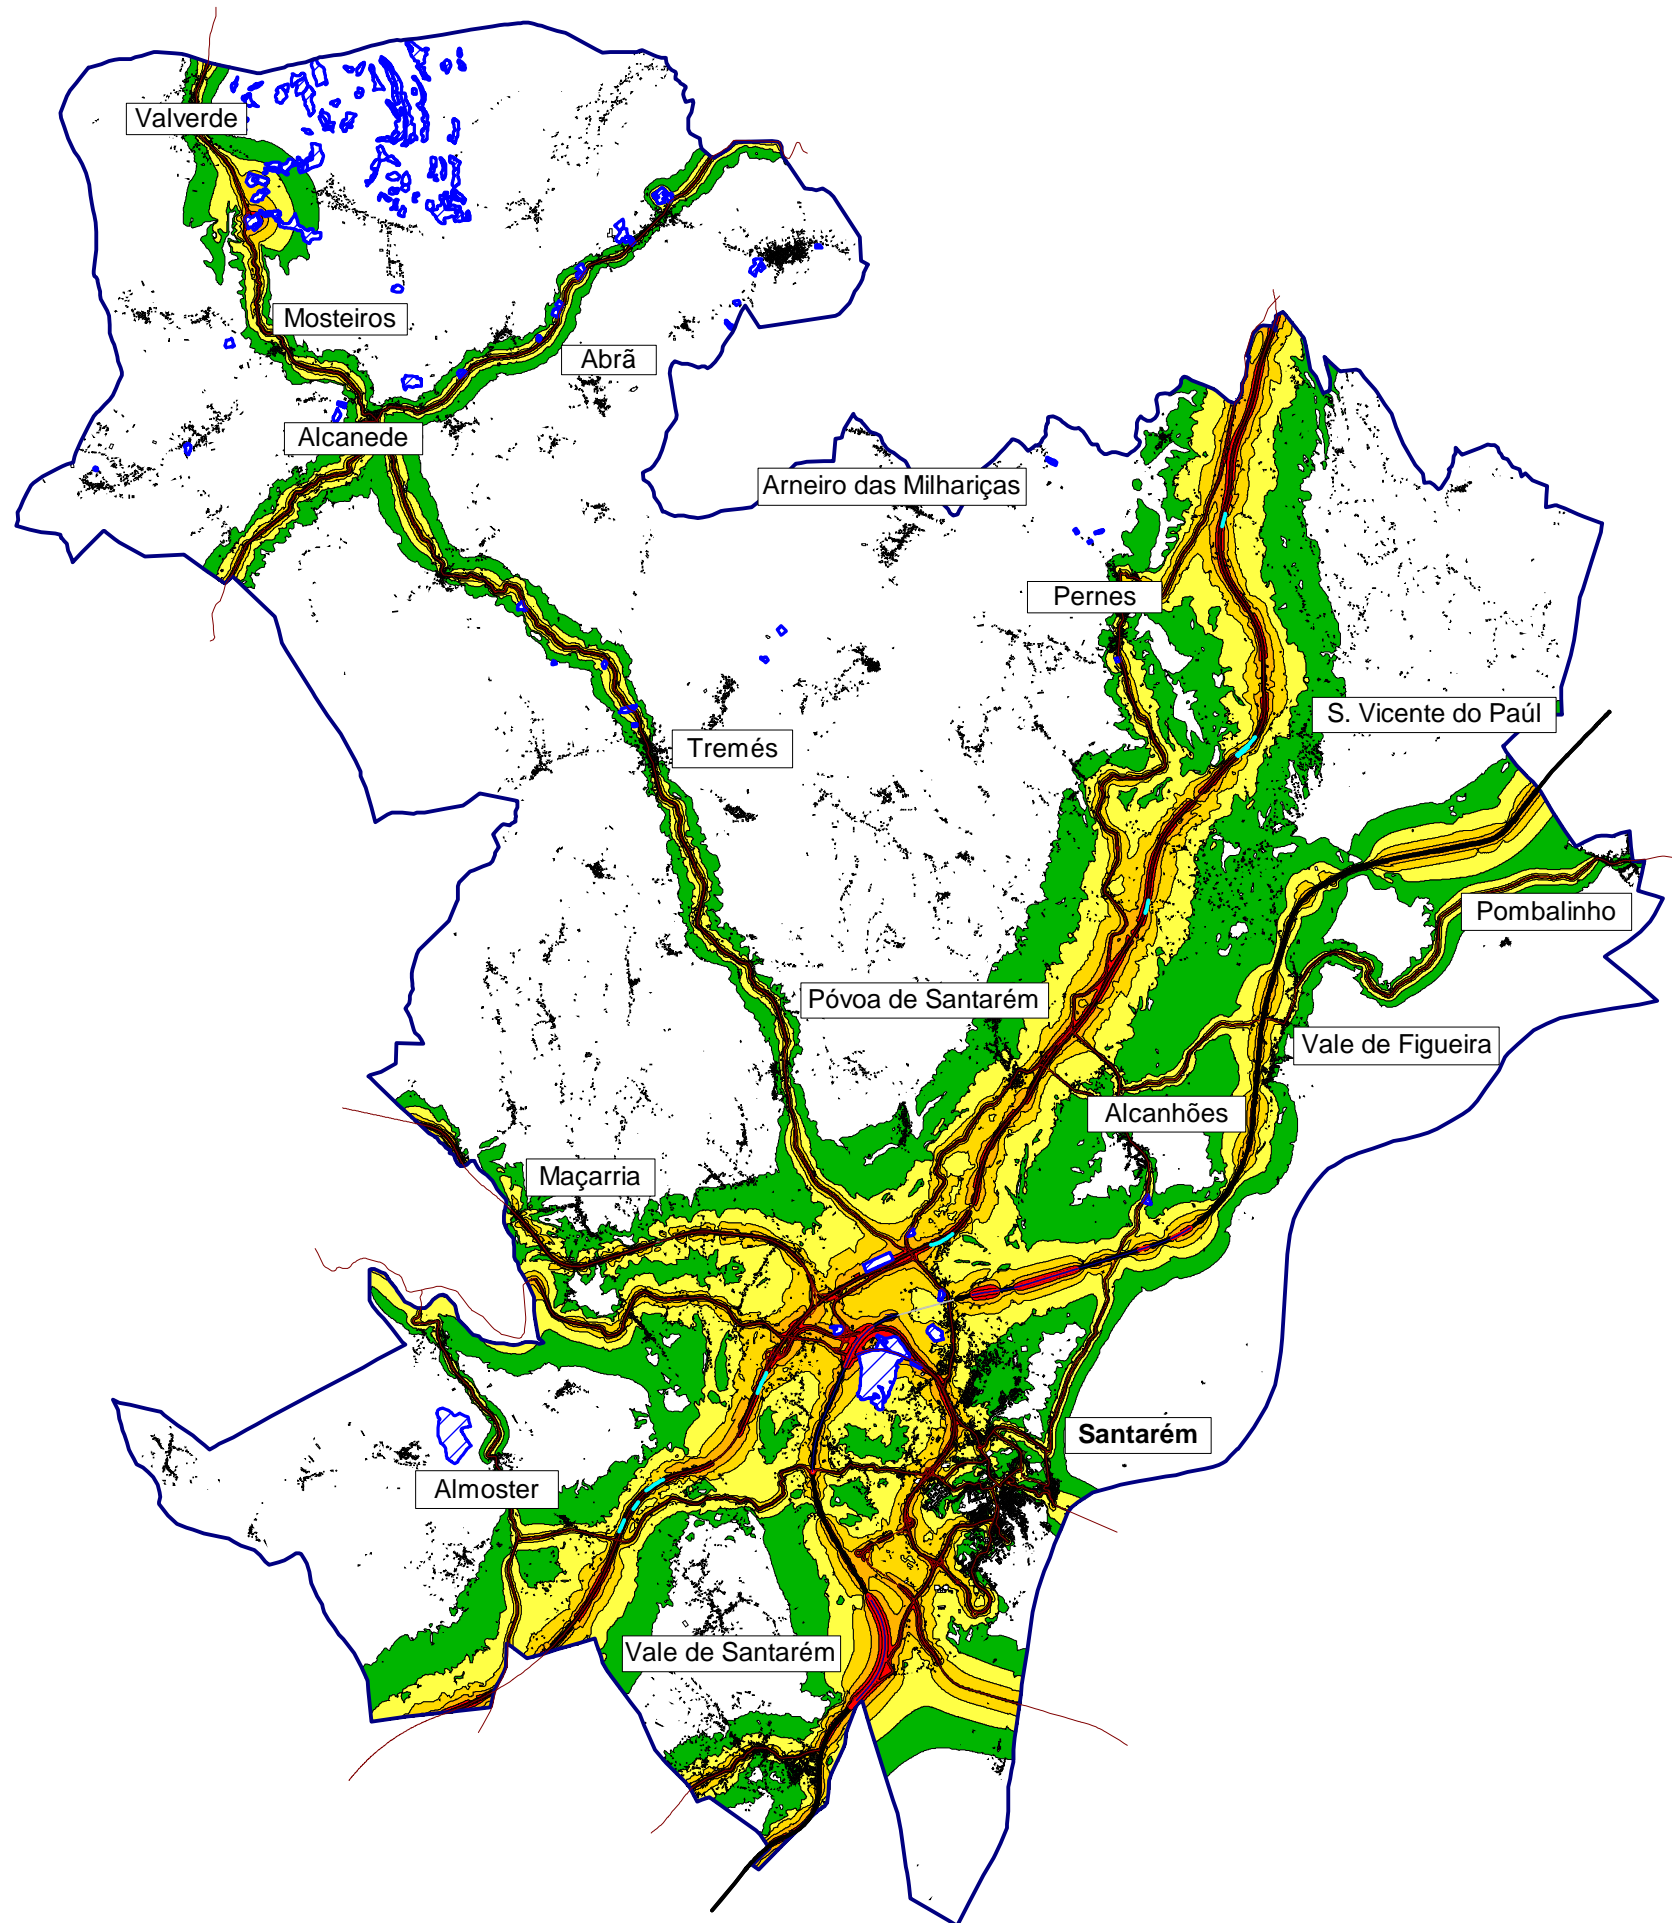 Valverde
Mosteiros
Abrã
Alcanede
Arneiro das Milhariças
Pernes
S. Vicente do Paúl
Tremés
Pombalinho
Póvoa de Santarém
Vale de Figueira
Alcanhões
Maçarria
Santarém
Almoster
Vale de Santarém